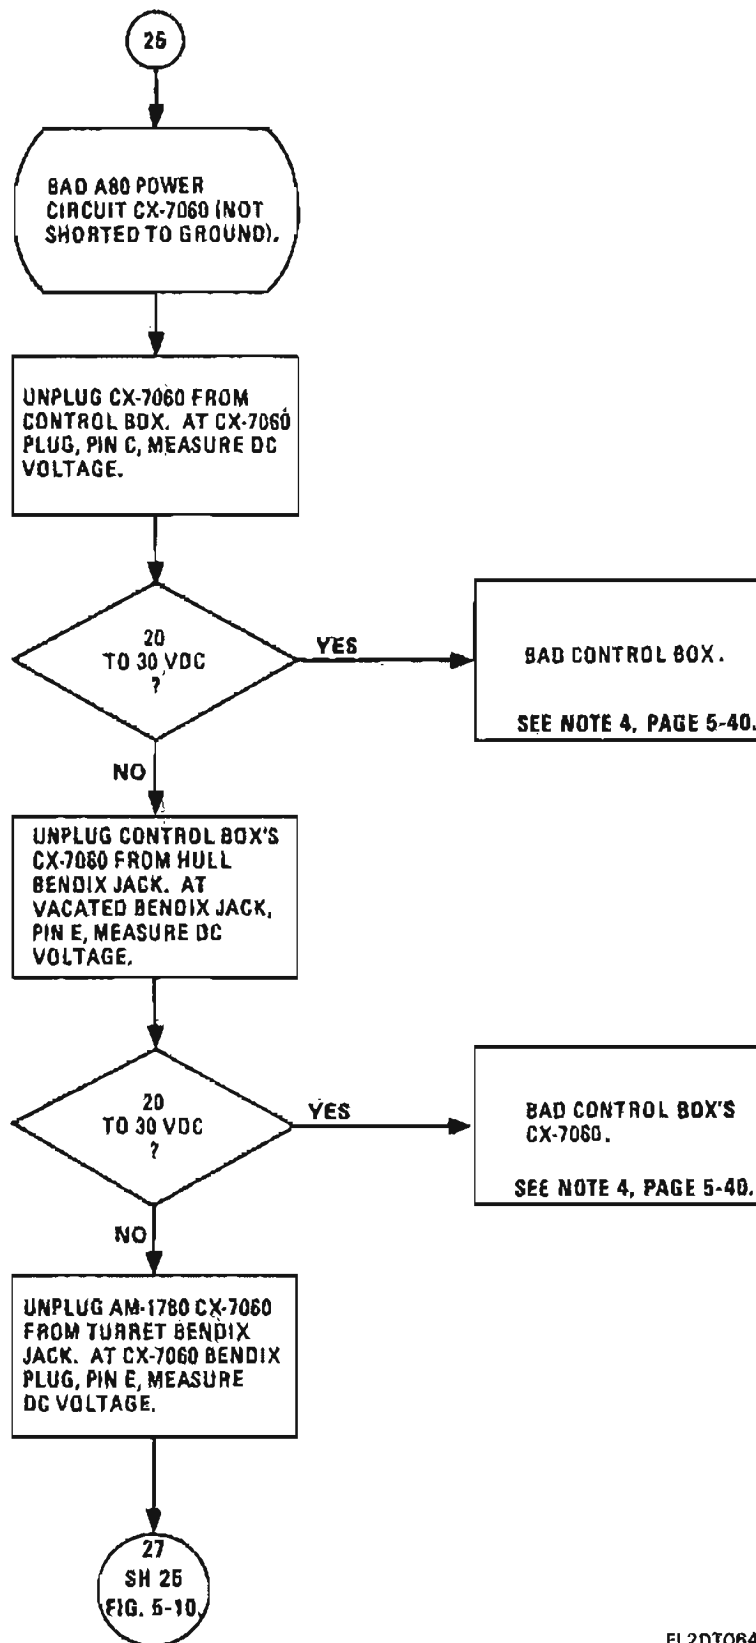 26
BAD A80 POWER
CIRCUIT CX-7060 (NOT
SHORTED TO GROUND).
UNPLUG CX-7060 FROM
CONTROL BOX. AT CX-7060
PLUG, PIN C, MEASURE DC
VOLTAGE.
20
TO 30 VDC
?
YES
BAD CONTROL BOX.
SEE NOTE 4, PAGE 5-40.
NO
UNPLUG CONTROL BOX'S
CX-7060 FROM HULL
BENDIX JACK. AT
VACATED BENDIX JACK,
PIN E, MEASURE DC
VOLTAGE.
20
TO 30 VDC
?
YES
BAD CONTROL BOX'S
CX-7060.
SEE NOTE 4, PAGE 5-40.
NO
UNPLUG AM-1780 CX-7060
FROM TURRET BENDIX
JACK. AT CX-7060 BENDIX
PLUG, PIN E, MEASURE
DC VOLTAGE.
27
SH 25
FIG. 5-10.
EL2DT064